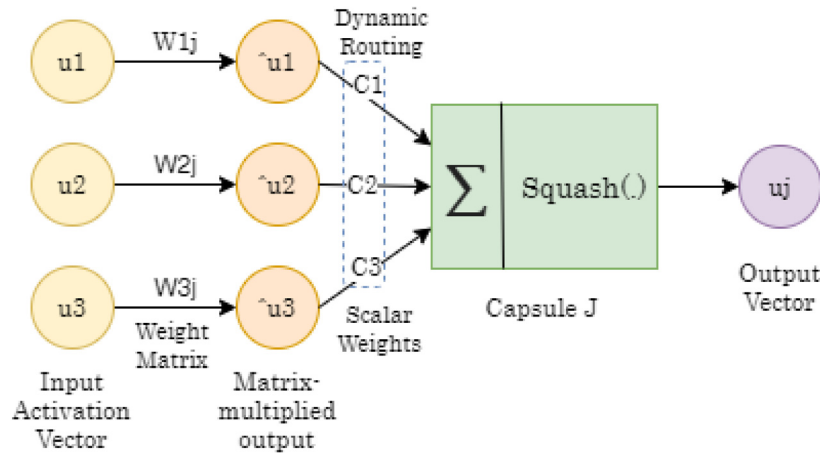 Dynamic
Routing
u1
W1j
^u1
C1
u2
W2j
^u2
C2
∑
Squash(.)
uj
u3
W3j
^u3
C3
Weight
Matrix
Scalar
Weights
Capsule J
Output
Vector
Input
Activation
Vector
Matrix-
multiplied
output